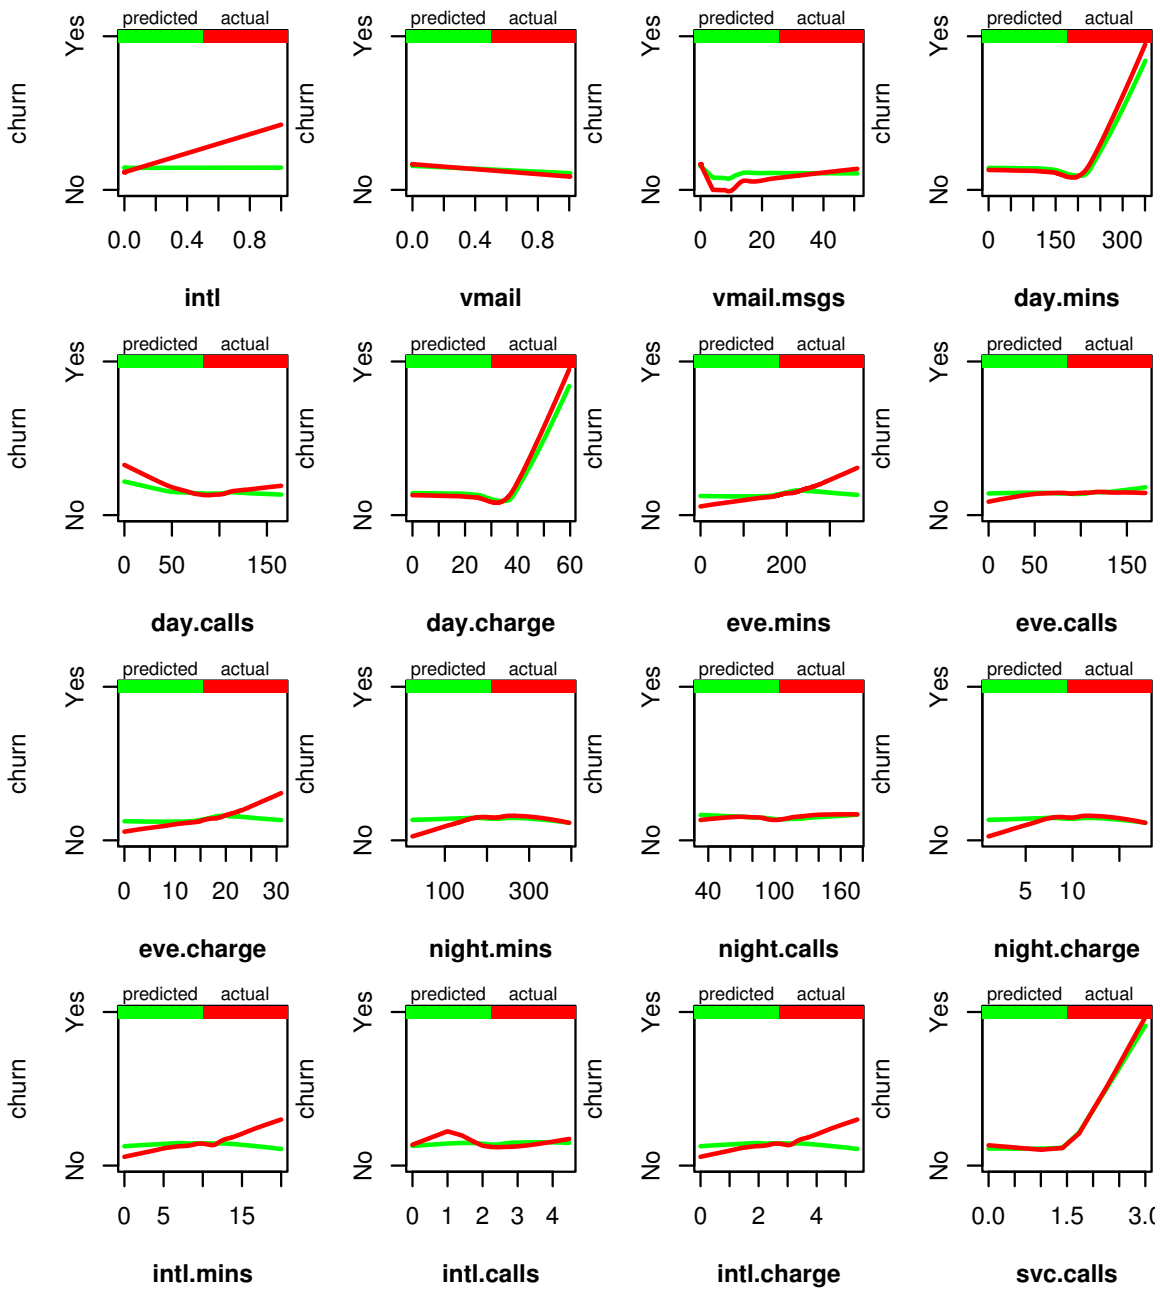 predicted actual predicted actual predicted actual predicted actual
Yes Yes Yes Yes
churn churn churn churn
No No No No
0.0 0.4 0.8 0.0 0.4 0.8 0 20 40 0 150 300
intl vmail vmail.msgs day.mins
predicted actual predicted actual predicted actual predicted actual
Yes Yes Yes Yes
churn churn churn churn
No No No No
0 50 150 0 20 40 60 0 200 0 50 150
day.calls day.charge eve.mins eve.calls
predicted actual predicted actual predicted actual predicted actual
Yes Yes Yes Yes
churn churn churn churn
No No No No
0 10 20 30 100 300 40 100 160 5 10
eve.charge night.mins night.calls night.charge
predicted actual predicted actual predicted actual predicted actual
Yes Yes Yes Yes
churn churn churn churn
No No No No
0 5 15 0 1 2 3 4 0 2 4 0.0 1.5 3.0
intl.mins intl.calls intl.charge svc.calls